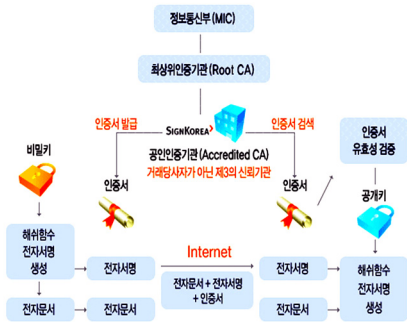 정보통신부 (MIC)
최상위인증기관 (Root CA)
인증서 발급
SIGNKOREA
인증서 검색
공인인증기관 (Accredited CA)
거래당사자가 아닌 제3의 신뢰기관
비밀키
인증서
인증서
인증서
유효성 검증
공개키
해쉬함수
전자서명
생성
전자서명
Internet
전자문서 + 전자서명
+ 인증서
전자서명
해쉬함수
전자서명
생성
전자문서
전자문서
전자문서